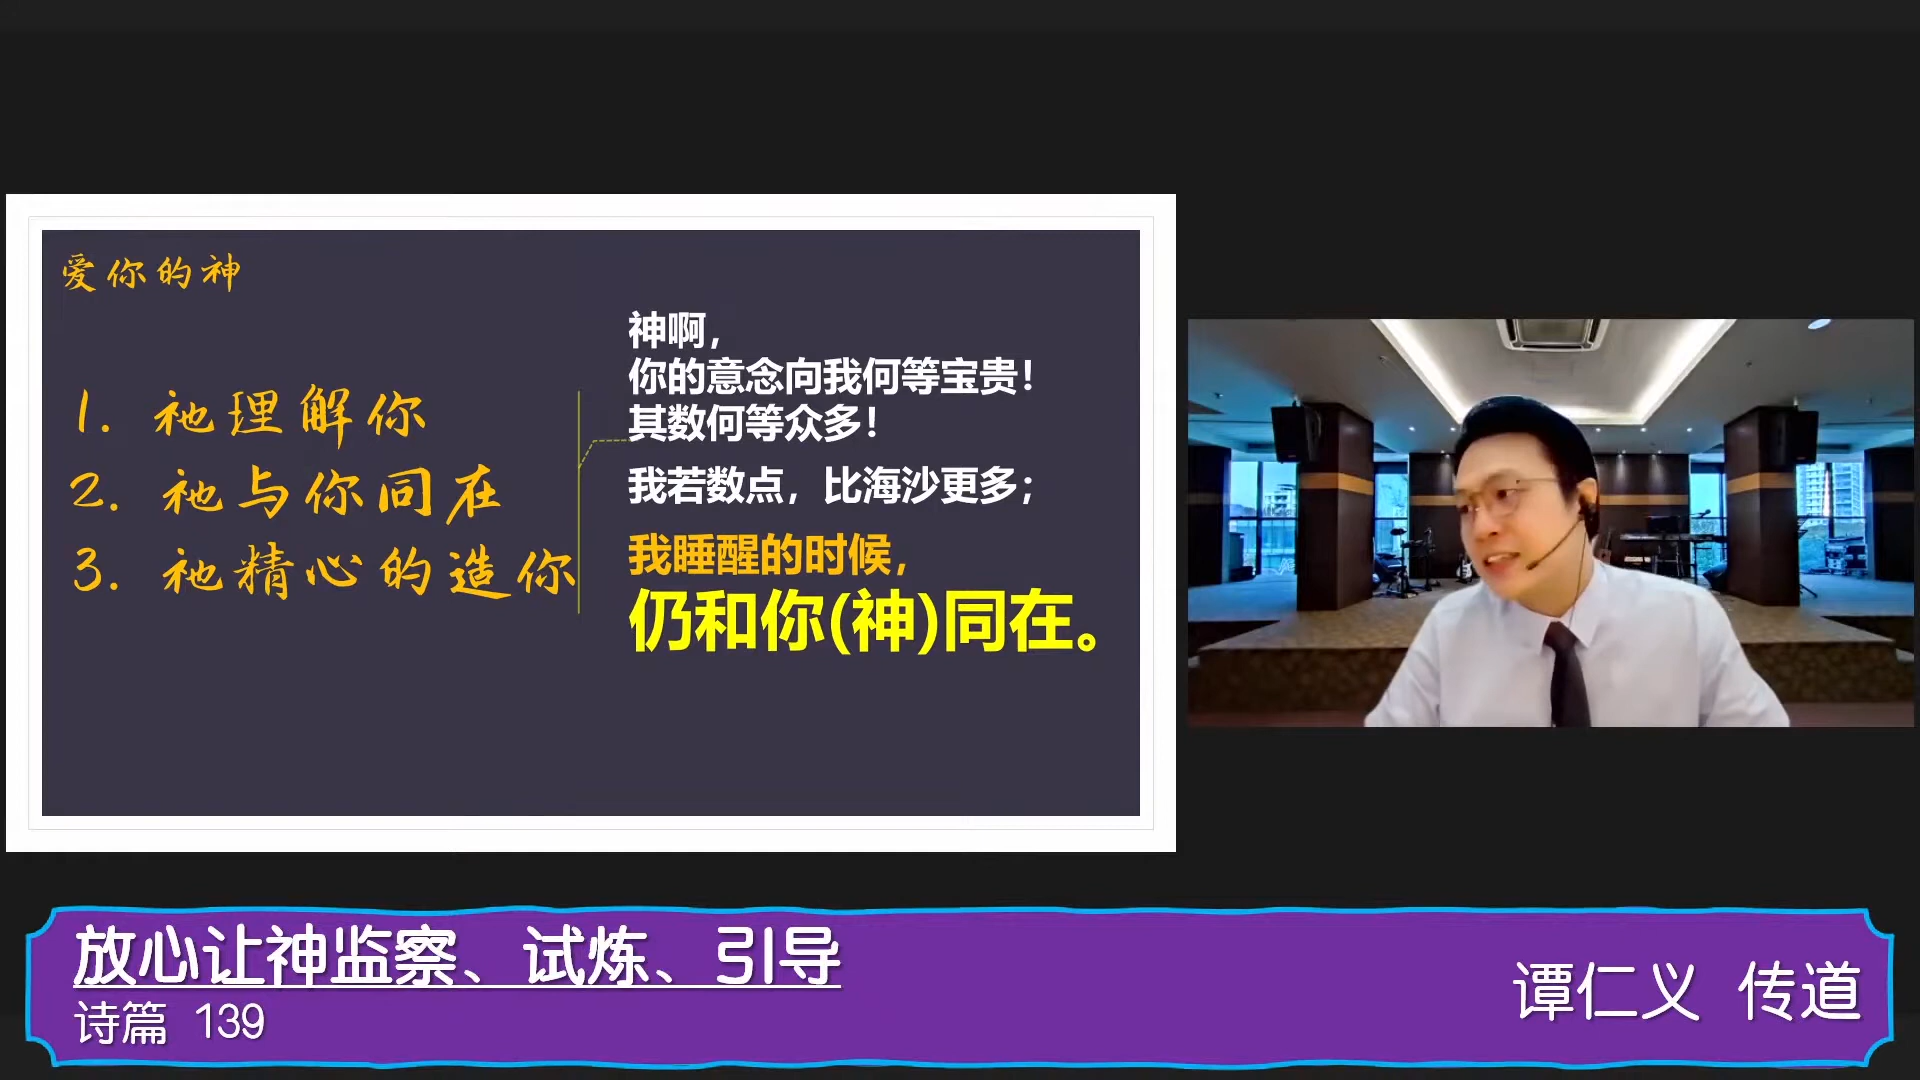 爱你的神
1. 祂理解你
2. 祂与你同在
3. 祂精心的造你
神啊，
你的意念向我何等宝贵！
其数何等众多！
我若数点，比海沙更多；
我睡醒的时候，
仍和你(神)同在。
放心让神监察、试炼、引导
诗篇 139
谭仁义 传道